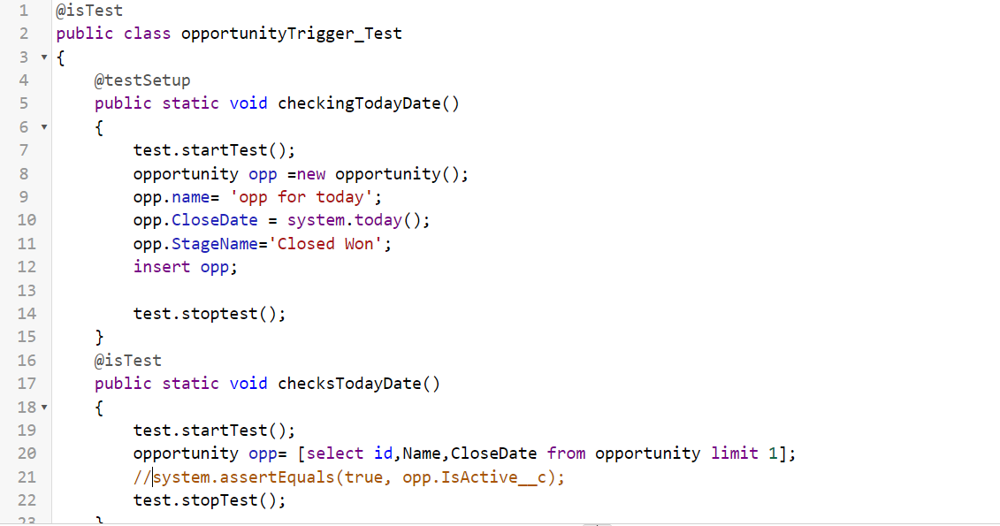 1 @isTest
2 public class opportunityTrigger_Test
3 {
4 @testSetup
5 public static void checkingTodayDate()
6 {
7 test.startTest();
8 opportunity opp =new opportunity();
9 opp.name= 'opp for today';
10 opp.CloseDate = system.today();
11 opp.StageName='Closed Won';
12 insert opp;
13
14 test.stoptest();
15 }
16 @isTest
17 public static void checksTodayDate()
18 {
19 test.startTest();
20 opportunity opp= [select id,Name,CloseDate from opportunity limit 1];
21 //system.assertEquals(true, opp.IsActive__c);
22 test.stopTest();
23 }